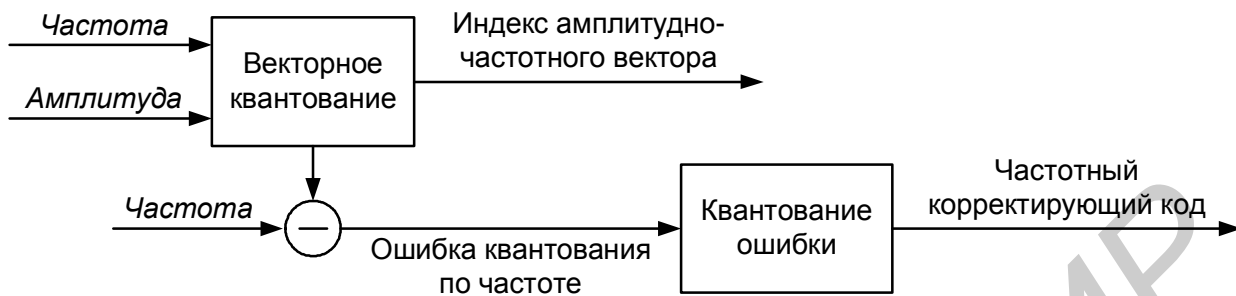 Частота
Амплитуда
Векторное
квантование
Индекс амплитудно-
частотного вектора
Частота
Ошибка квантования
по частоте
Квантование
ошибки
Частотный
корректирующий код